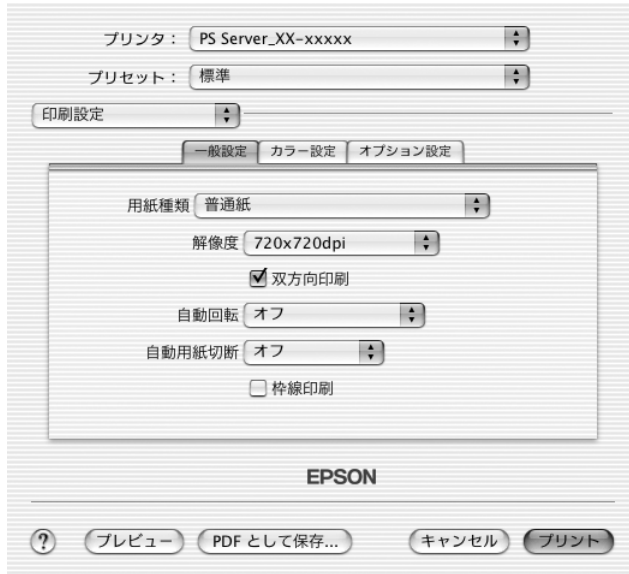 プリンタ： PS Server_XX-xxxxx
プリセット： 標準
印刷設定
一般設定 カラー設定 オプション設定
用紙種類 普通紙
解像度 720x720dpi
双方向印刷
自動回転 オフ
自動用紙切断 オフ
枠線印刷
EPSON
? プレビュー PDF として保存... キャンセル プリント